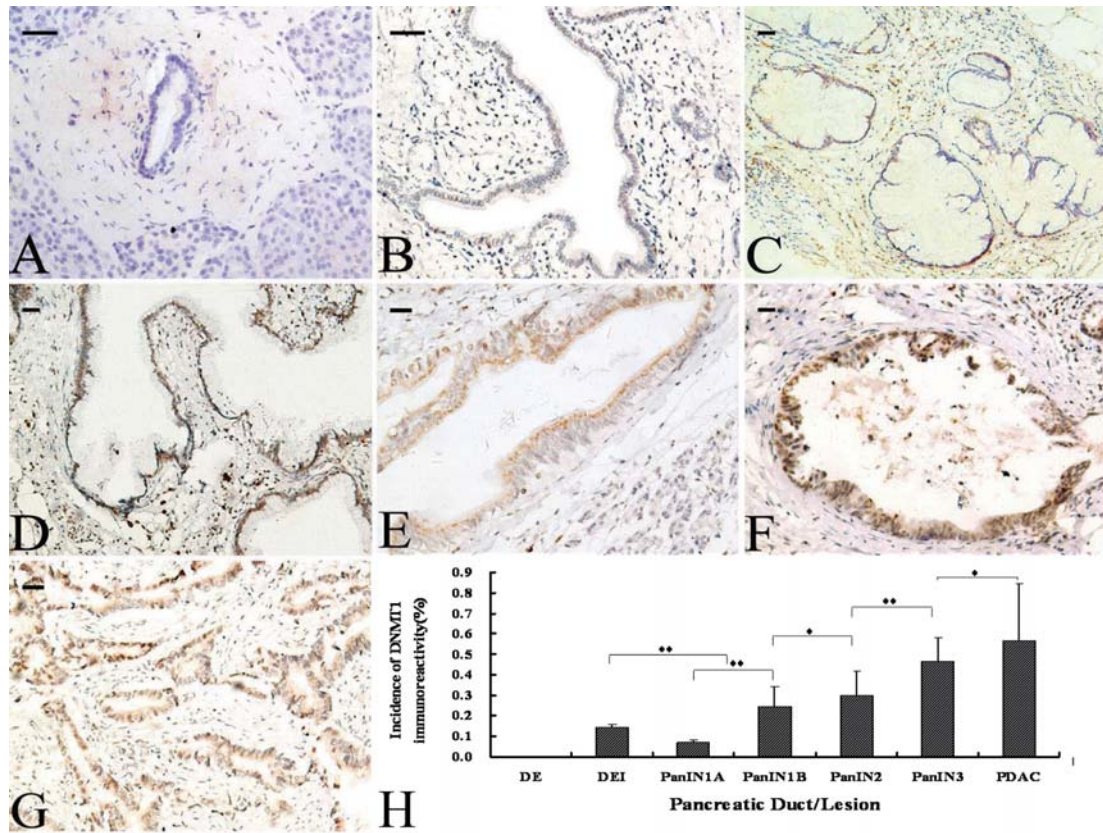 A
B
C
D
E
F
G
H
Incidence of DNMT1
immunoreactivity(%)
0.9
0.8
0.7
0.6
0.5
0.4
0.3
0.2
0.1
0.0
DE DEI PanIN1A PanIN1B PanIN2 PanIN3 PDAC
Pancreatic Duct/Lesion